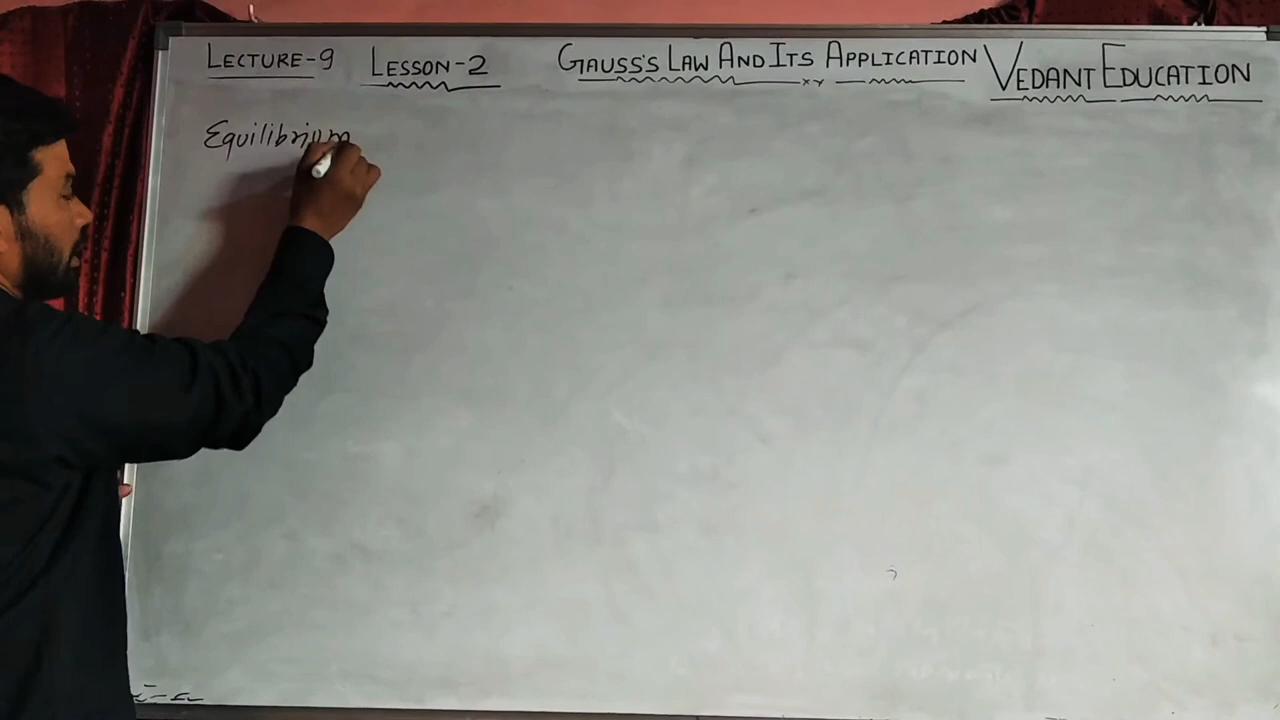 LECTURE-9 LESSON-2 GAUSS'S LAW AND ITS APPLICATION VEDANT EDUCATION
Equilibrium